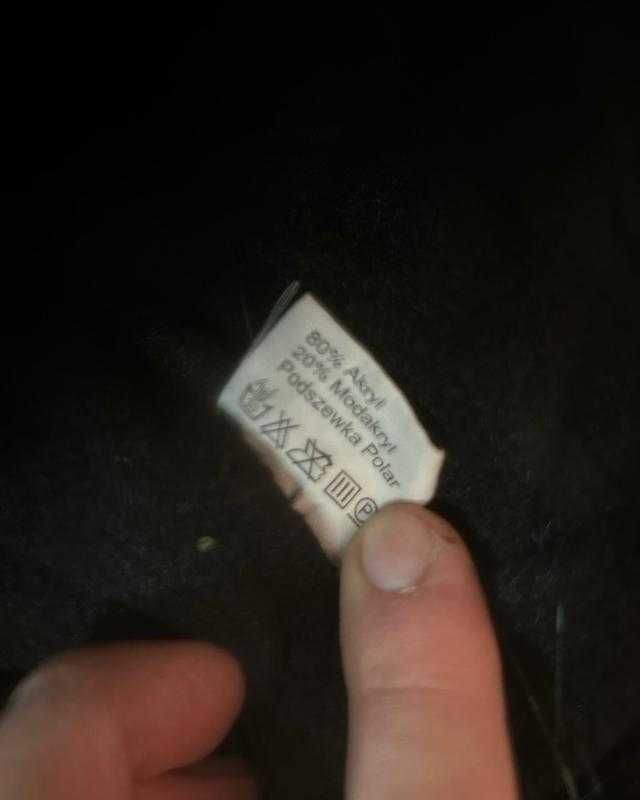 80% Akryl
20% Modakryl
Podszewka Polar
P